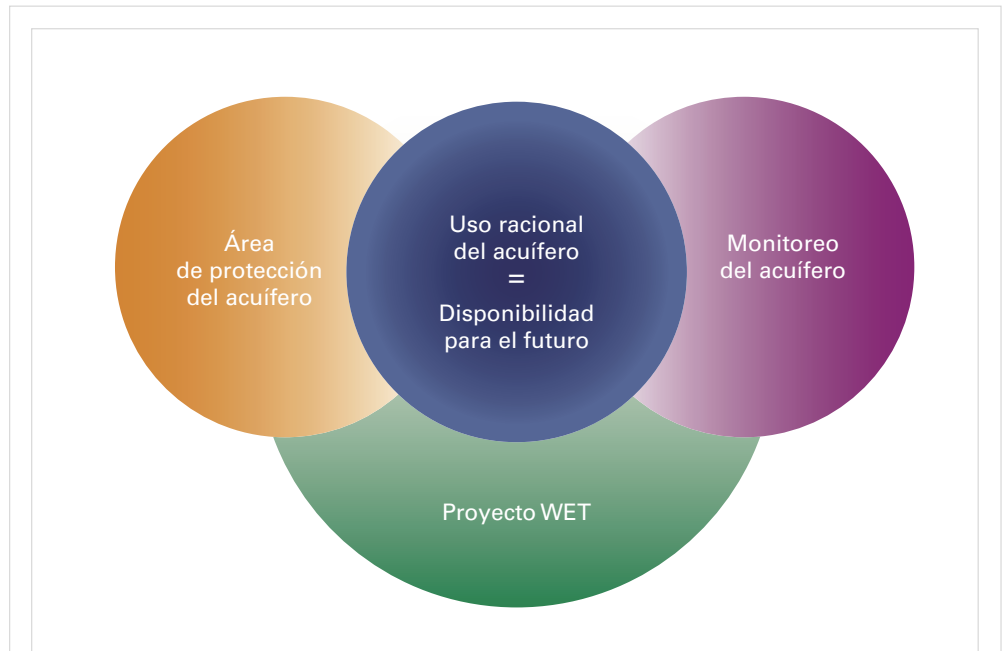 Área
de protección
del acuífero
Uso racional
del acuífero
=
Disponibilidad
para el futuro
Monitoreo
del acuífero
Proyecto WET